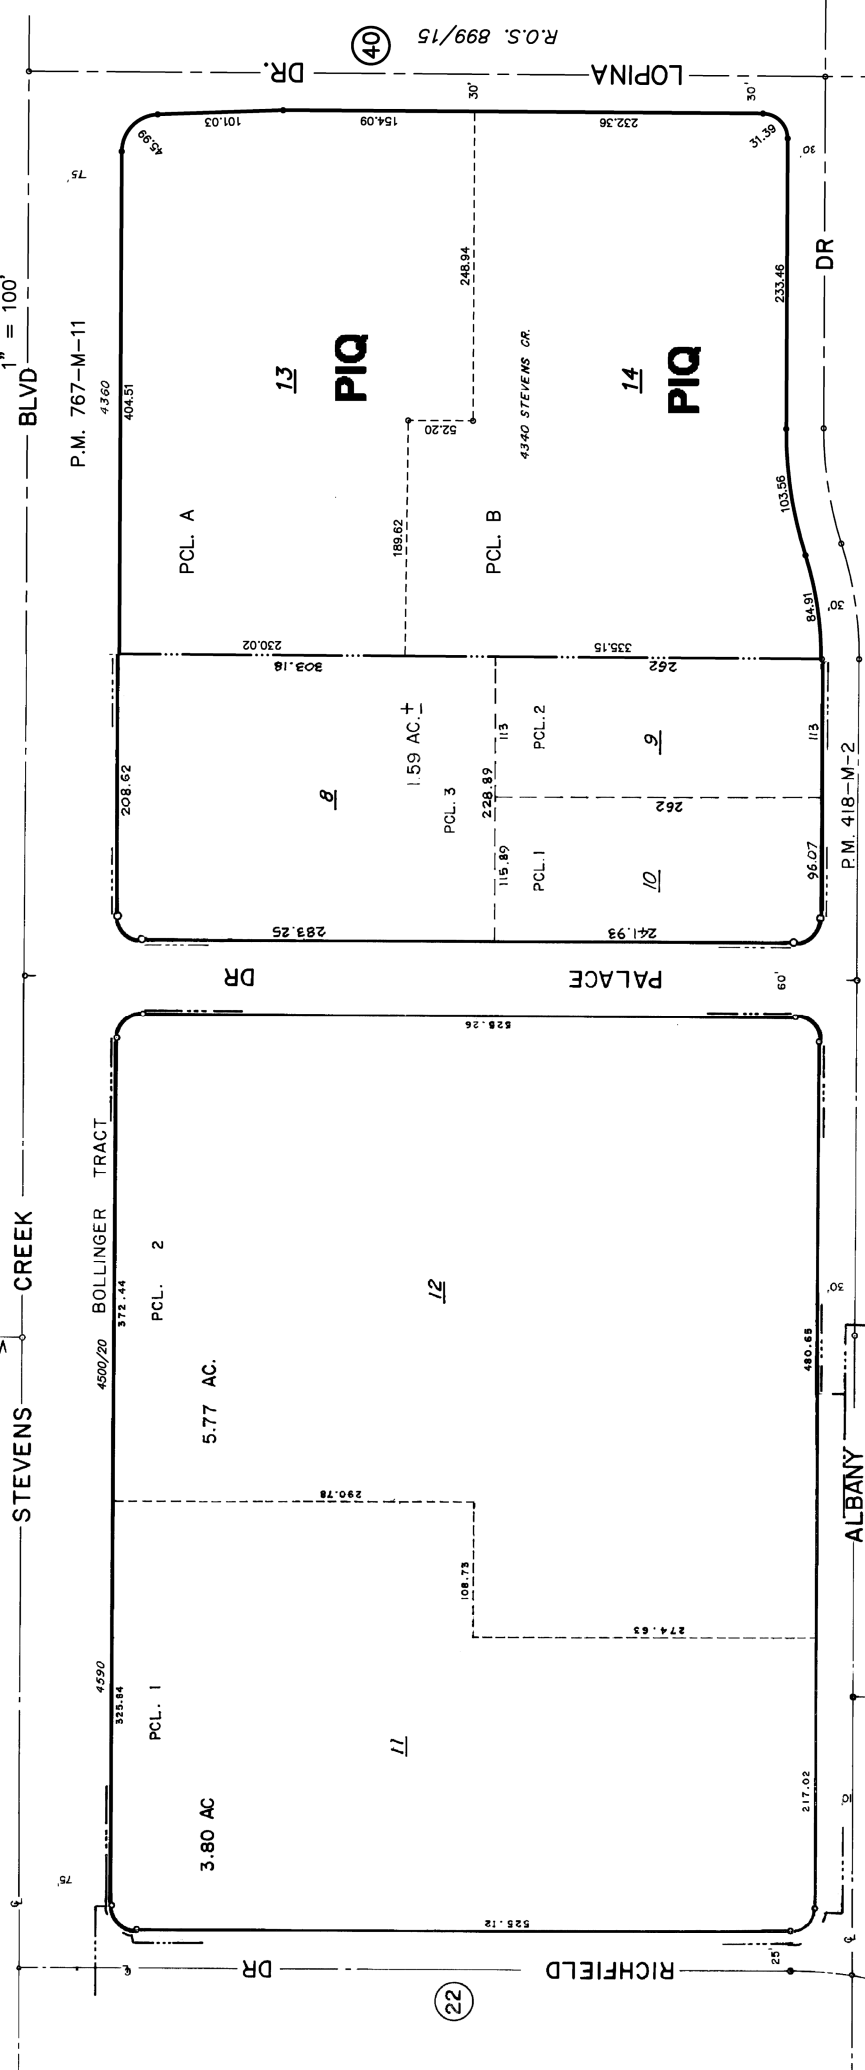 1" = 100'
STEVENS CREEK BLVD
75'
75'
P.M. 767-M-11
BOLLINGER TRACT
4590
4500/20
4360
325.84
372.44
208.62
404.51
45.99
101.03
154.09
232.36
31.39
LOPINA DR.
40
R.O.S. 899/15
30'
30'
30'
PCL. 1
3.80 AC
11
525.12
290.78
108.73
274.63
217.02
PCL. 2
5.77 AC.
12
525.26
480.65
RICHFIELD DR
22
25'
PALACE DR
60'
283.25
303.18
8
1.59 AC.±
PCL. 3
228.89
115.89
113
PCL. 1
PCL. 2
10
9
241.93
262
262
96.07
113
230.02
335.15
PCL. A
13
PIQ
189.62
52.20
248.94
PCL. B
4340 STEVENS CR.
14
PIQ
84.91
103.56
233.46
30'
30'
10'
P.M. 418-M-2
ALBANY DR